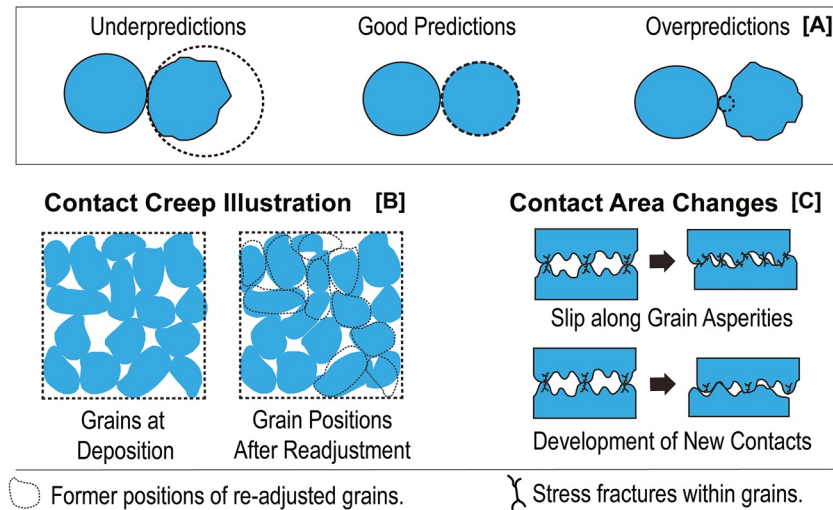 Underpredictions
Good Predictions
Overpredictions [A]
Contact Creep Illustration [B]
Contact Area Changes [C]
Slip along Grain Asperities
Grains at
Deposition
Grain Positions
After Readjustment
Development of New Contacts
Former positions of re-adjusted grains.
Stress fractures within grains.